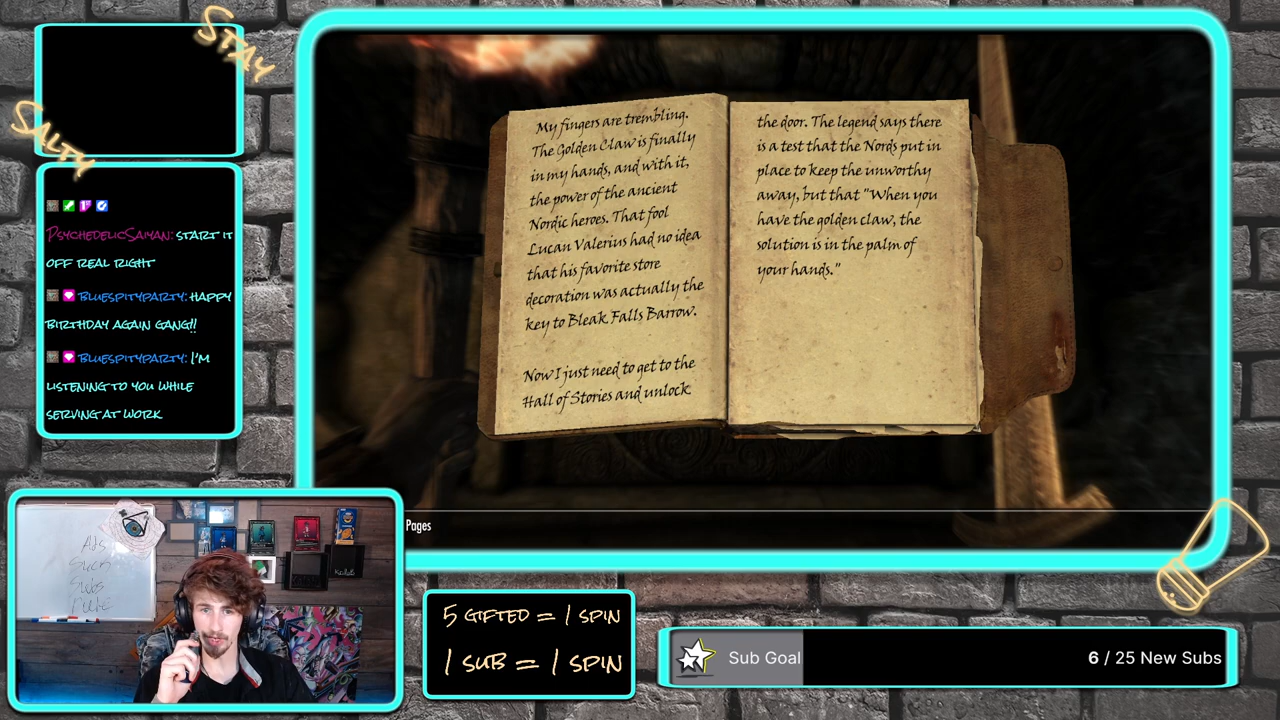 STAY
SALTY
PsychedelicSaiyan: start it
off real right
bluespityparty: happy
birthday again gang!!
bluespityparty: I'm
listening to you while
serving at work
My fingers are trembling.
The Golden Claw is finally
in my hands, and with it,
the power of the ancient
Nordic heroes. That fool
Lucan Valerius had no idea
that his favorite store
decoration was actually the
key to Bleak Falls Barrow.
Now I just need to get to the
Hall of Stories and unlock
the door. The legend says there
is a test that the Nords put in
place to keep the unworthy
away, but that "When you
have the golden claw, the
solution is in the palm of
your hands."
Pages
Ads
Suck
Subs
Rule
5 GIFTED = 1 SPIN
1 SUB = 1 SPIN
Sub Goal
6 / 25 New Subs